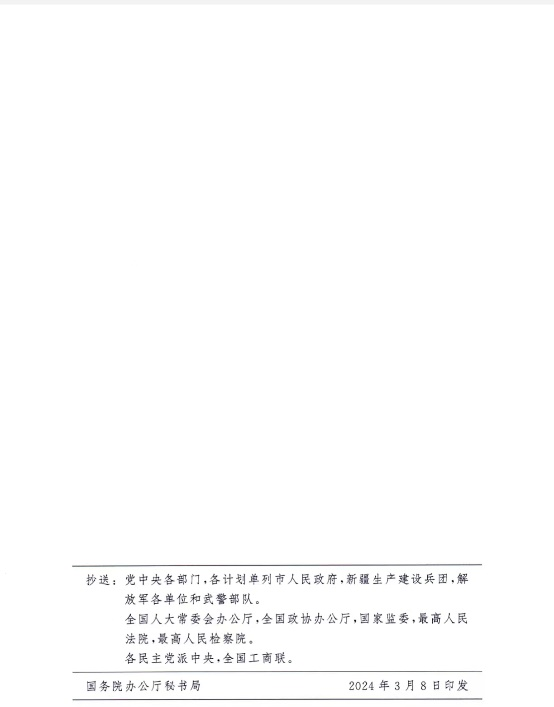 抄送：党中央各部门，各计划单列市人民政府，新疆生产建设兵团，解
放军各单位和武警部队。
全国人大常委会办公厅，全国政协办公厅，国家监委，最高人民
法院，最高人民检察院。
各民主党派中央，全国工商联。
国务院办公厅秘书局 2024年3月8日印发